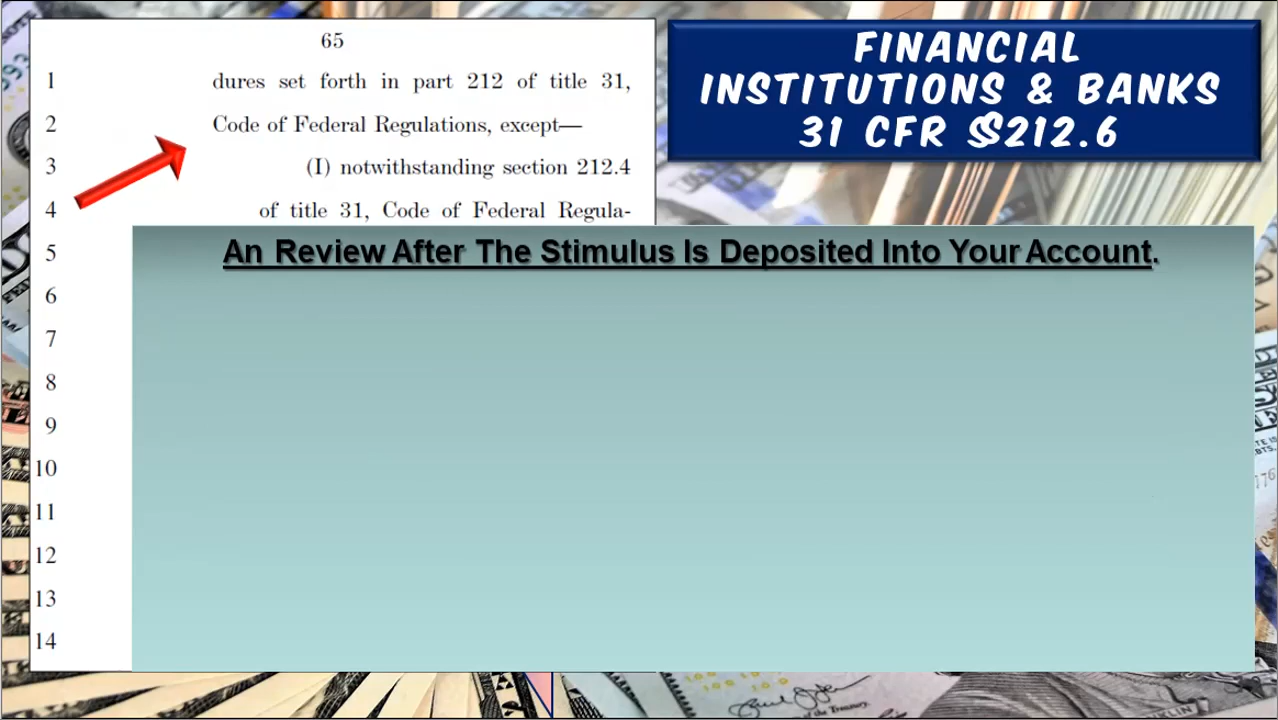 65
1 dures set forth in part 212 of title 31,
2 Code of Federal Regulations, except—
3 (I) notwithstanding section 212.4
4 of title 31, Code of Federal Regula-
5
6
7
8
9
10
11
12
13
14
FINANCIAL
INSTITUTIONS & BANKS
31 CFR §212.6
An Review After The Stimulus Is Deposited Into Your Account.